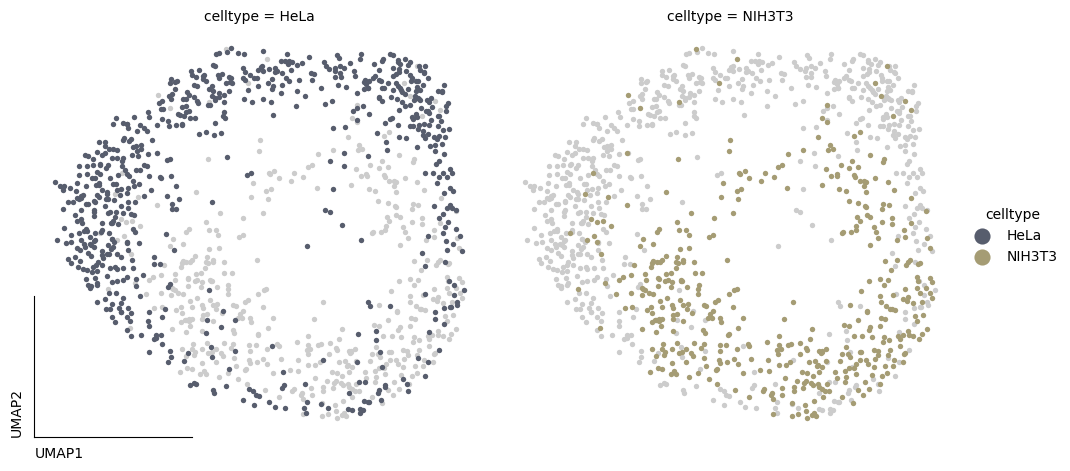 celltype = HeLa
celltype = NIH3T3
celltype
HeLa
NIH3T3
UMAP2
UMAP1